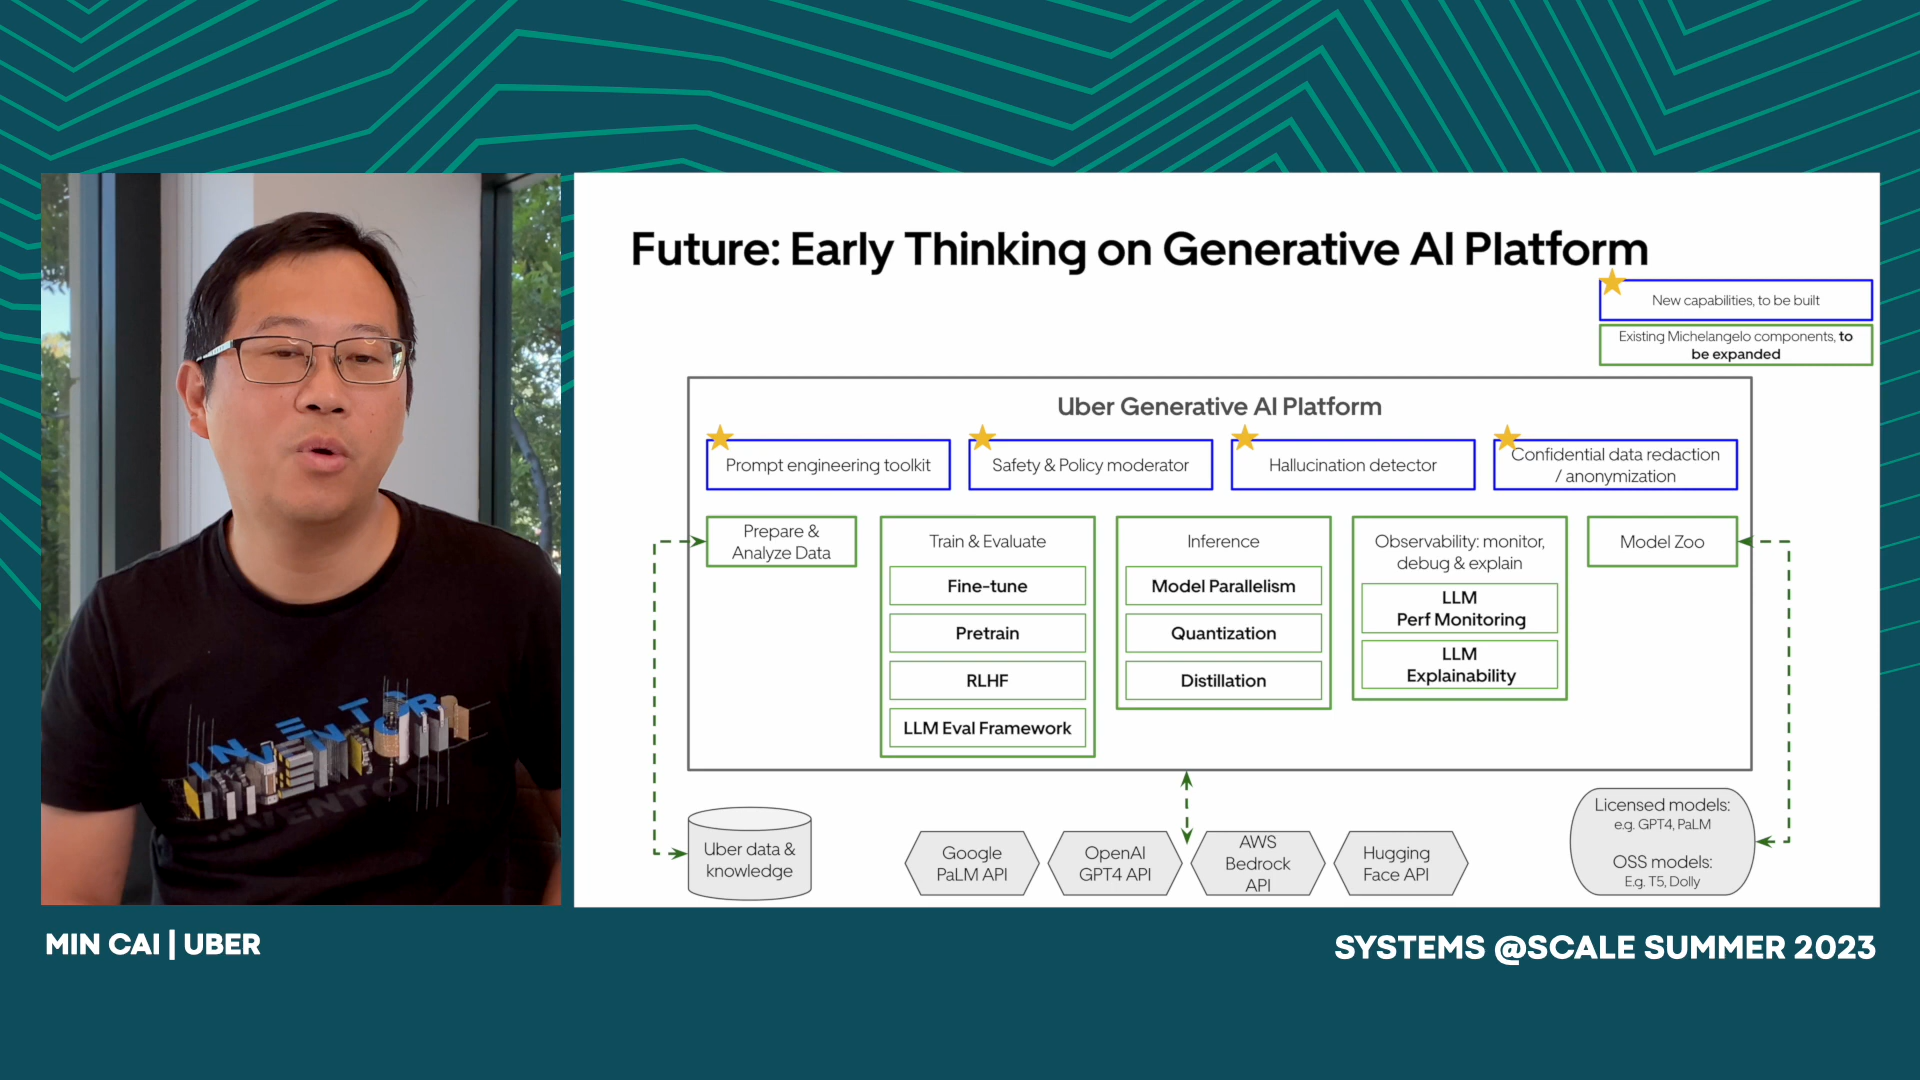 Future: Early Thinking on Generative AI Platform
New capabilities, to be built
Existing Michelangelo components, to
be expanded
Uber Generative AI Platform
Prompt engineering toolkit
Safety & Policy moderator
Hallucination detector
Confidential data redaction
/ anonymization
Prepare &
Analyze Data
Train & Evaluate
Fine-tune
Pretrain
RLHF
LLM Eval Framework
Inference
Model Parallelism
Quantization
Distillation
Observability: monitor,
debug & explain
LLM
Perf Monitoring
LLM
Explainability
Model Zoo
Uber data &
knowledge
Google
PaLM API
OpenAI
GPT4 API
AWS
Bedrock
API
Hugging
Face API
Licensed models:
e.g. GPT4, PaLM
OSS models:
E.g. T5, Dolly
INVENTOR
INVENTOR
INVENTOR
MIN CAI | UBER
SYSTEMS @SCALE SUMMER 2023